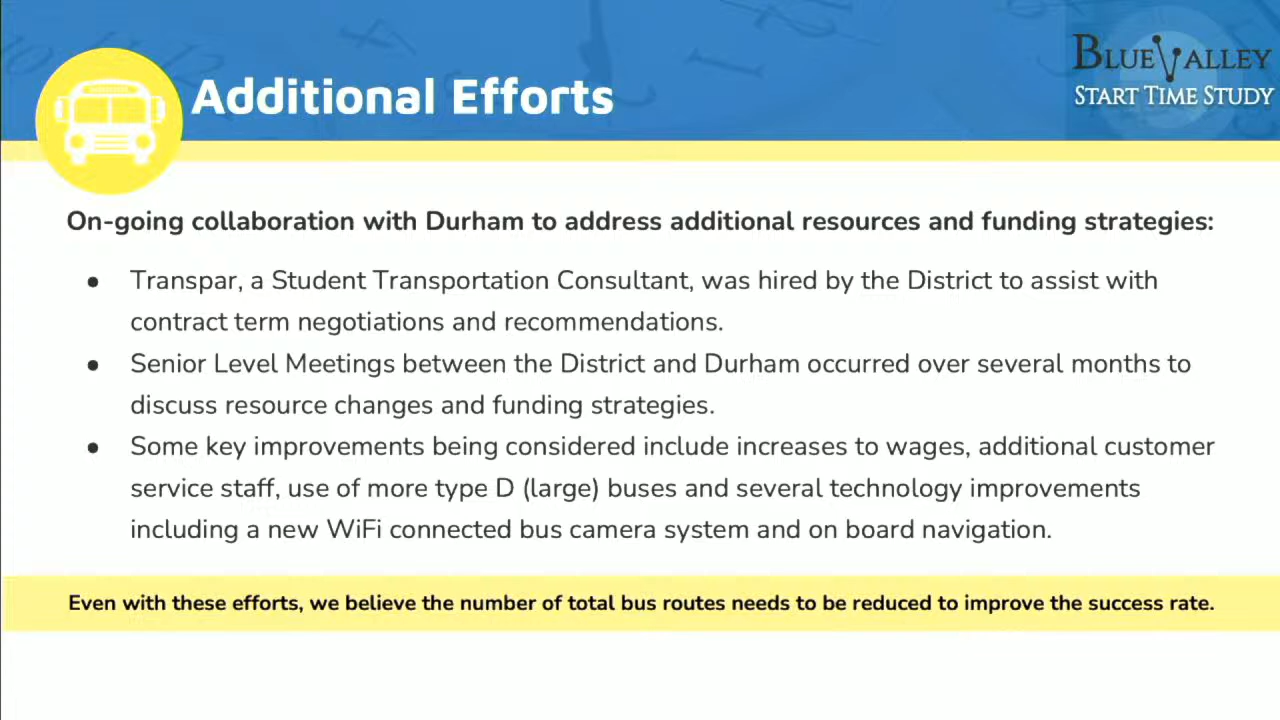 Additional Efforts
BLUE VALLEY
START TIME STUDY
On-going collaboration with Durham to address additional resources and funding strategies:
● Transpar, a Student Transportation Consultant, was hired by the District to assist with
contract term negotiations and recommendations.
● Senior Level Meetings between the District and Durham occurred over several months to
discuss resource changes and funding strategies.
● Some key improvements being considered include increases to wages, additional customer
service staff, use of more type D (large) buses and several technology improvements
including a new WiFi connected bus camera system and on board navigation.
Even with these efforts, we believe the number of total bus routes needs to be reduced to improve the success rate.